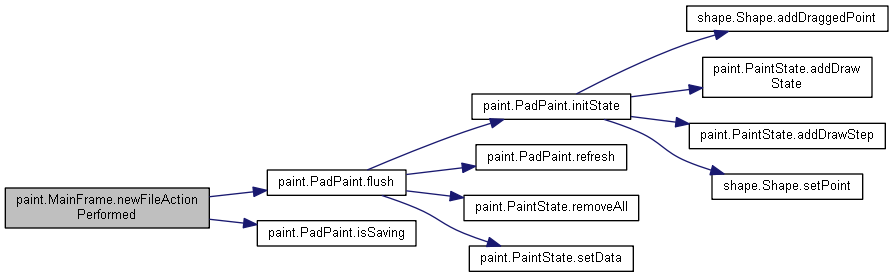 paint.MainFrame.newFileAction
Performed
paint.PadPaint.flush
paint.PadPaint.isSaving
paint.PadPaint.initState
paint.PadPaint.refresh
paint.PaintState.removeAll
paint.PaintState.setData
shape.Shape.addDraggedPoint
paint.PaintState.addDraw
State
paint.PaintState.addDrawStep
shape.Shape.setPoint